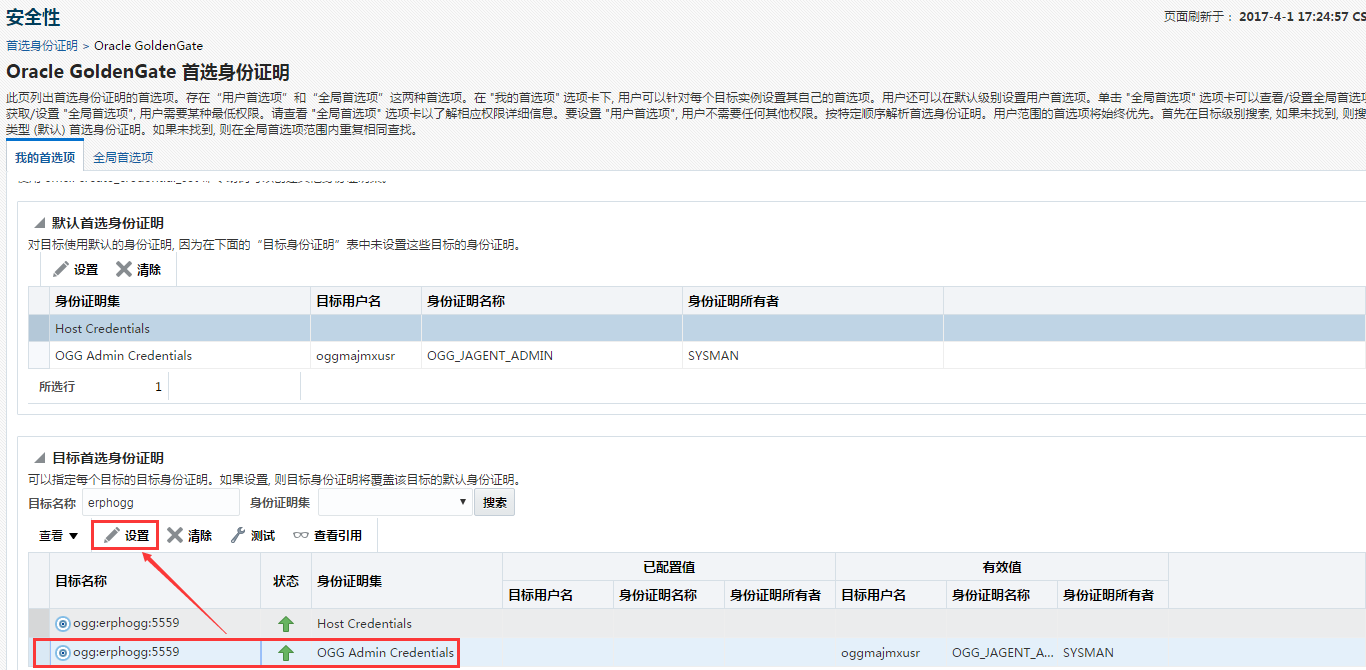 安全性
页面刷新于： 2017-4-1 17:24:57 CS
首选身份证明 > Oracle GoldenGate
Oracle GoldenGate 首选身份证明
此页列出首选身份证明的首选项。存在“用户首选项”和“全局首选项”这两种首选项。在 "我的首选项" 选项卡下, 用户可以针对每个目标实例设置其自己的首选项。用户还可以在默认级别设置用户首选项。单击 "全局首选项" 选项卡可以查看/设置全局首选项
获取/设置 "全局首选项", 用户需要某种最低权限。请查看 "全局首选项" 选项卡以了解相应权限详细信息。要设置 "用户首选项", 用户不需要任何其他权限。按特定顺序解析首选身份证明。用户范围的首选项将始终优先。首先在目标级别搜索, 如果未找到, 则搜
类型 (默认) 首选身份证明。如果未找到, 则在全局首选项范围内重复相同查找。
我的首选项 全局首选项
默认首选身份证明
对目标使用默认的身份证明, 因为在下面的“目标身份证明”表中未设置这些目标的身份证明。
设置 清除
身份证明集 目标用户名 身份证明名称 身份证明所有者
Host Credentials
OGG Admin Credentials oggmajmxusr OGG_JAGENT_ADMIN SYSMAN
所选行 1
目标首选身份证明
可以指定每个目标的目标身份证明。如果设置, 则目标身份证明将覆盖该目标的默认身份证明。
目标名称 erphogg 身份证明集 搜索
查看 设置 清除 测试 查看引用
目标名称 状态 身份证明集 已配置值 有效值
目标用户名 身份证明名称 身份证明所有者 目标用户名 身份证明名称 身份证明所有者
ogg:erphogg:5559 Host Credentials
ogg:erphogg:5559 OGG Admin Credentials oggmajmxusr OGG_JAGENT_A... SYSMAN